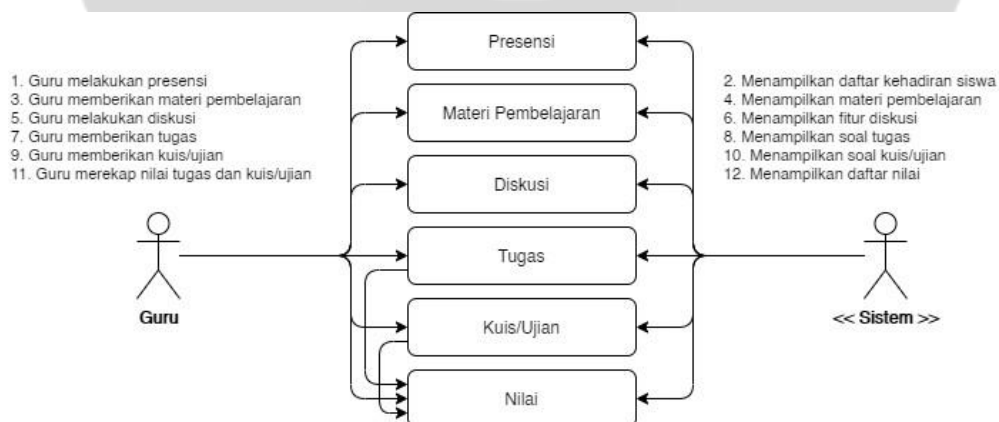 Presensi
1. Guru melakukan presensi
3. Guru memberikan materi pembelajaran
5. Guru melakukan diskusi
7. Guru memberikan tugas
9. Guru memberikan kuis/ujian
11. Guru merekap nilai tugas dan kuis/ujian
2. Menampilkan daftar kehadiran siswa
4. Menampilkan materi pembelajaran
6. Menampilkan fitur diskusi
8. Menampilkan soal tugas
10. Menampilkan soal kuis/ujian
12. Menampilkan daftar nilai
Materi Pembelajaran
Diskusi
Tugas
Guru
Kuis/Ujian
<< Sistem >>
Nilai